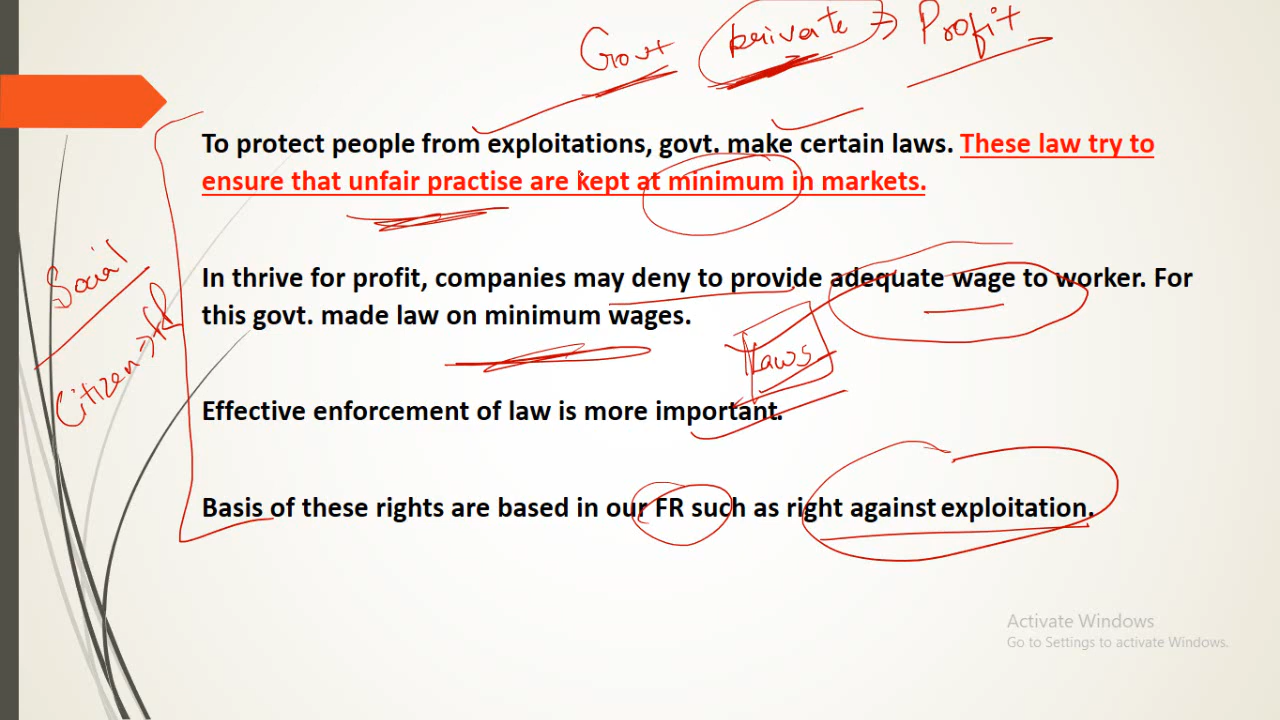 Govt private ⇒ Profit
To protect people from exploitations, govt. make certain laws. These law try to
ensure that unfair practise are kept at minimum in markets.
Social
In thrive for profit, companies may deny to provide adequate wage to worker. For
this govt. made law on minimum wages.
Laws
Citizen → FR
Effective enforcement of law is more important.
Basis of these rights are based in our FR such as right against exploitation.
Activate Windows
Go to Settings to activate Windows.